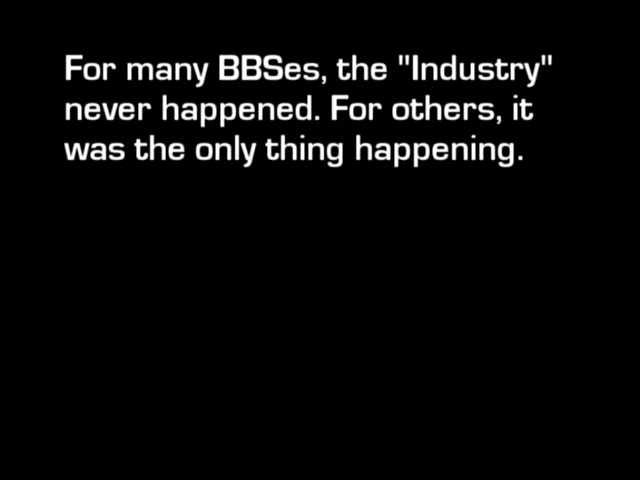 For many BBSes, the "Industry"
never happened. For others, it
was the only thing happening.